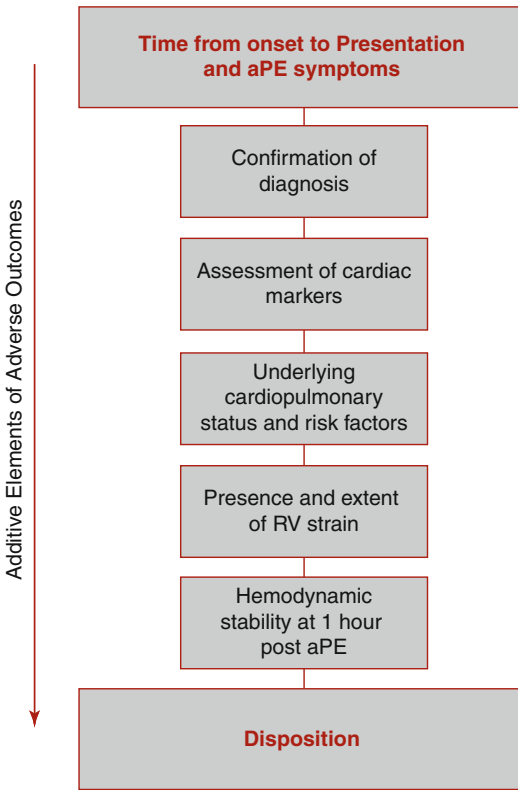 Time from onset to Presentation
and aPE symptoms
Additive Elements of Adverse Outcomes
Confirmation of
diagnosis
Assessment of cardiac
markers
Underlying
cardiopulmonary
status and risk factors
Presence and extent
of RV strain
Hemodynamic
stability at 1 hour
post aPE
Disposition